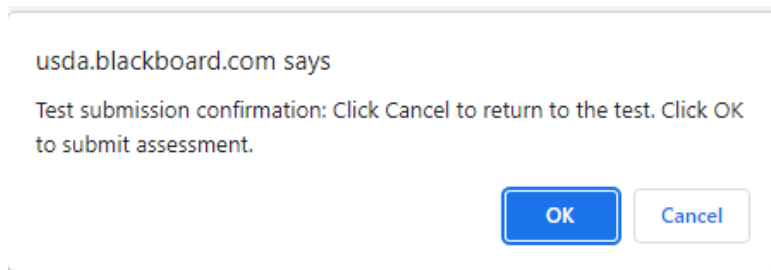 usda.blackboard.com says
Test submission confirmation: Click Cancel to return to the test. Click OK
to submit assessment.
OK Cancel